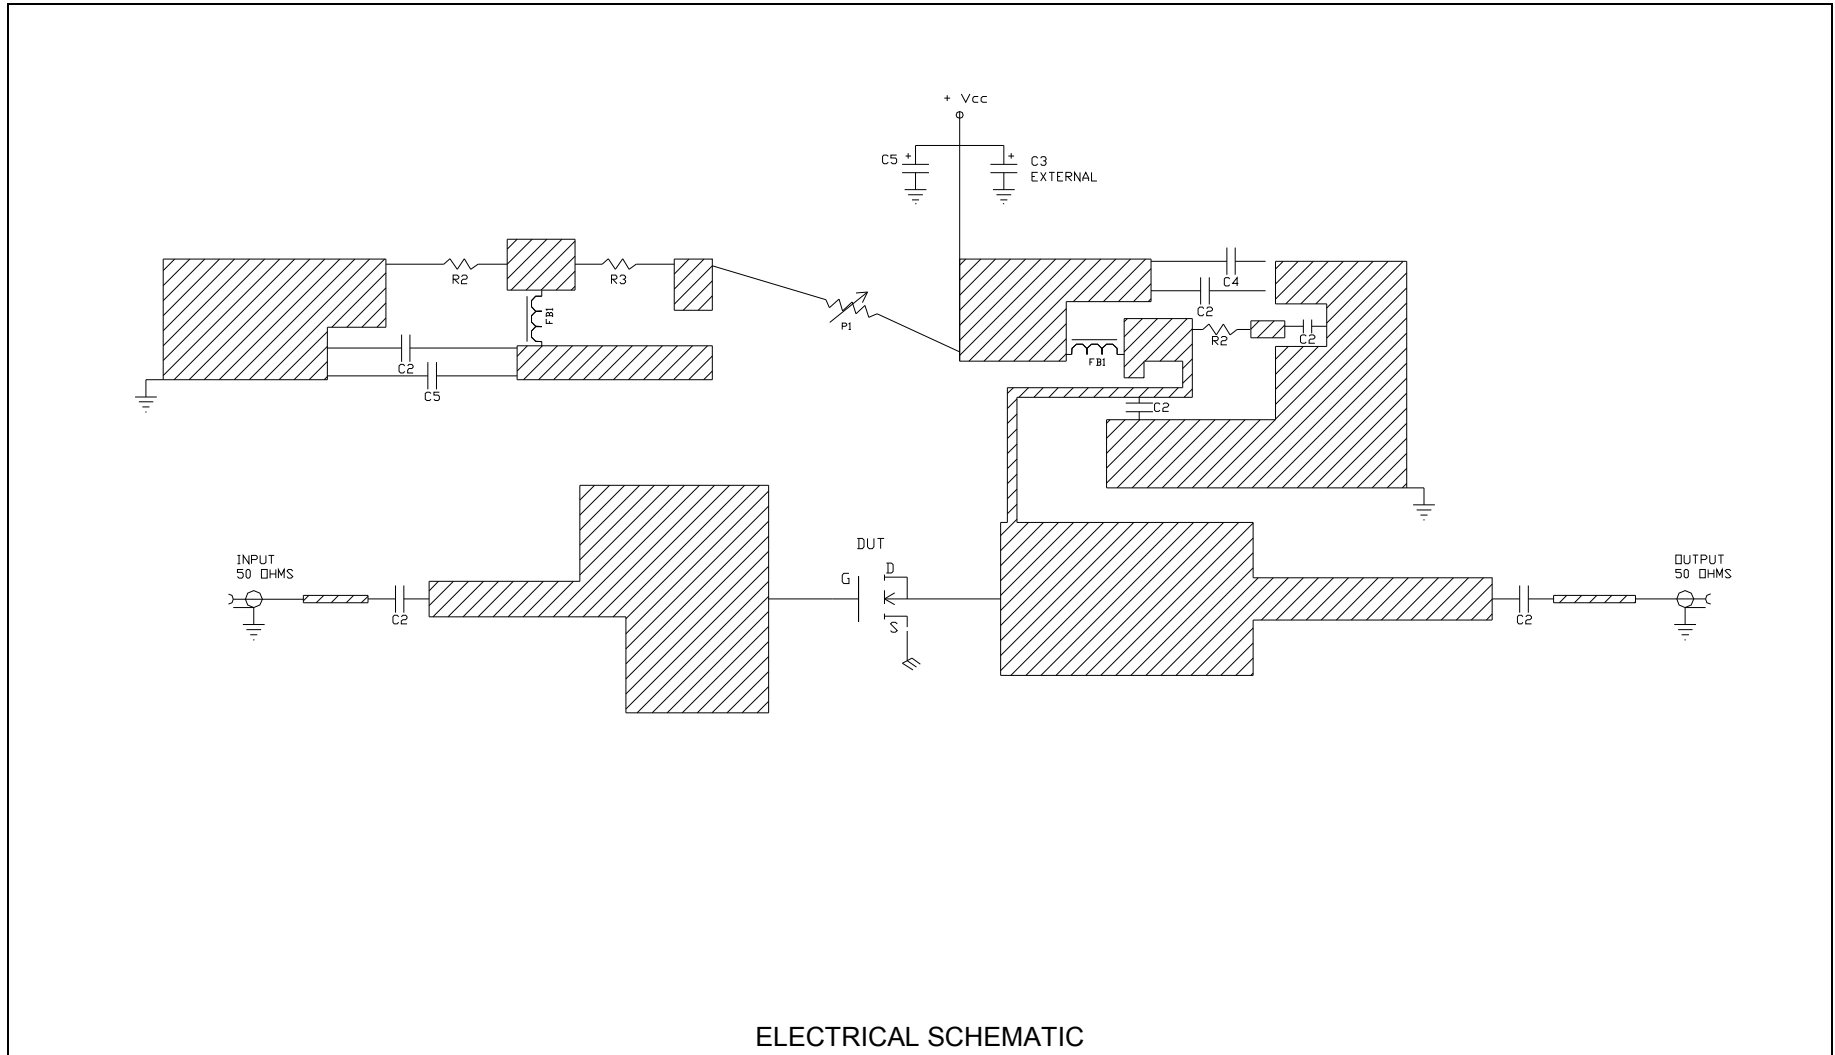 + Vcc
C5 +
+ C3
EXTERNAL
R2
R3
FB1
P1
C4
C2
R2
C2
FB1
C2
C2
C5
DUT
G
D
S
INPUT
50 OHMS
C2
OUTPUT
50 OHMS
C2
ELECTRICAL SCHEMATIC